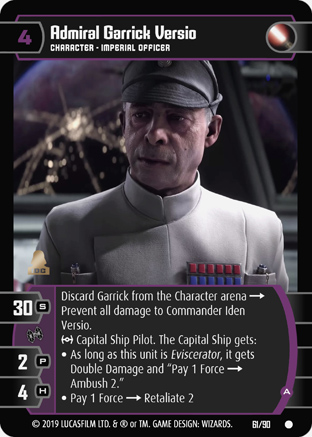 4
Admiral Garrick Versio
CHARACTER - IMPERIAL OFFICER
30 S
2 P
4 H
Discard Garrick from the Character arena →
Prevent all damage to Commander Iden
Versio.
Capital Ship Pilot. The Capital Ship gets:
• As long as this unit is Eviscerator, it gets
Double Damage and “Pay 1 Force →
Ambush 2.”
• Pay 1 Force → Retaliate 2
A
© 2019 LUCASFILM LTD. & ® or TM. GAME DESIGN: WIZARDS.
61/90